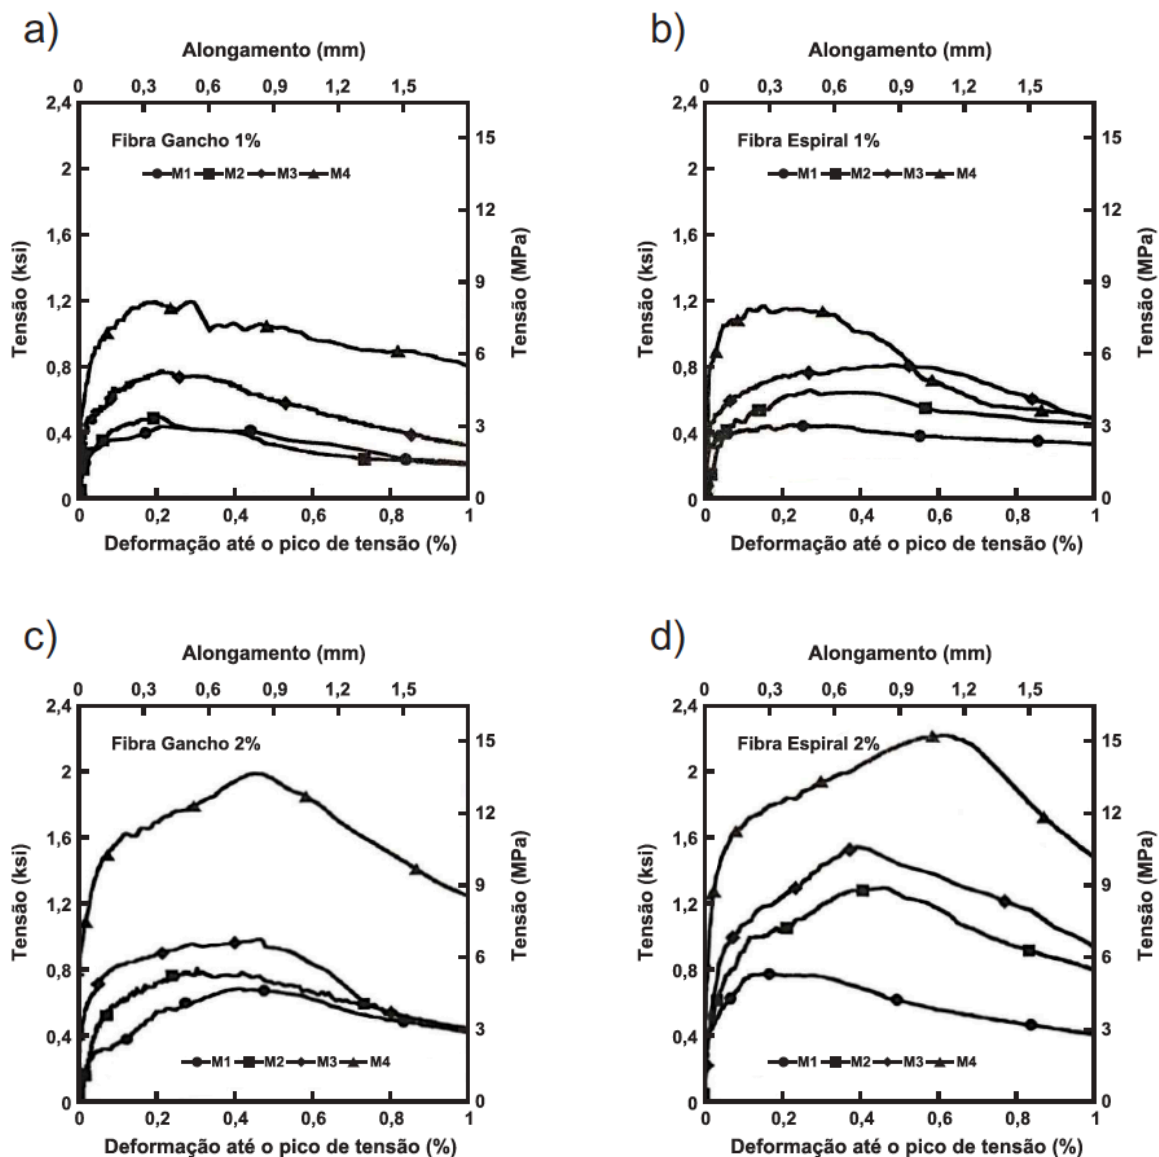 a)
Alongamento (mm)
0 0,3 0,6 0,9 1,2 1,5
2,4
2
1,6
1,2
0,8
0,4
0
Tensão (ksi)
Fibra Gancho 1%
M1 M2 M3 M4
15
12
9
6
3
0
Tensão (MPa)
0 0,2 0,4 0,6 0,8 1
Deformação até o pico de tensão (%)
b)
Alongamento (mm)
0 0,3 0,6 0,9 1,2 1,5
2,4
2
1,6
1,2
0,8
0,4
0
Tensão (ksi)
Fibra Espiral 1%
M1 M2 M3 M4
15
12
9
6
3
0
Tensão (MPa)
0 0,2 0,4 0,6 0,8 1
Deformação até o pico de tensão (%)
c)
Alongamento (mm)
0 0,3 0,6 0,9 1,2 1,5
2,4
2
1,6
1,2
0,8
0,4
0
Tensão (ksi)
Fibra Gancho 2%
M1 M2 M3 M4
15
12
9
6
3
0
Tensão (MPa)
0 0,2 0,4 0,6 0,8 1
Deformação até o pico de tensão (%)
d)
Alongamento (mm)
0 0,3 0,6 0,9 1,2 1,5
2,4
2
1,6
1,2
0,8
0,4
0
Tensão (ksi)
Fibra Espiral 2%
M1 M2 M3 M4
15
12
9
6
3
0
Tensão (MPa)
0 0,2 0,4 0,6 0,8 1
Deformação até o pico de tensão (%)